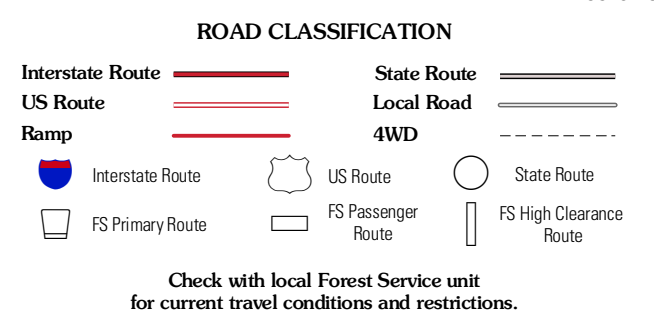 ROAD CLASSIFICATION
Interstate Route
State Route
US Route
Local Road
Ramp
4WD
Interstate Route
US Route
State Route
FS Primary Route
FS Passenger
Route
FS High Clearance
Route
Check with local Forest Service unit
for current travel conditions and restrictions.